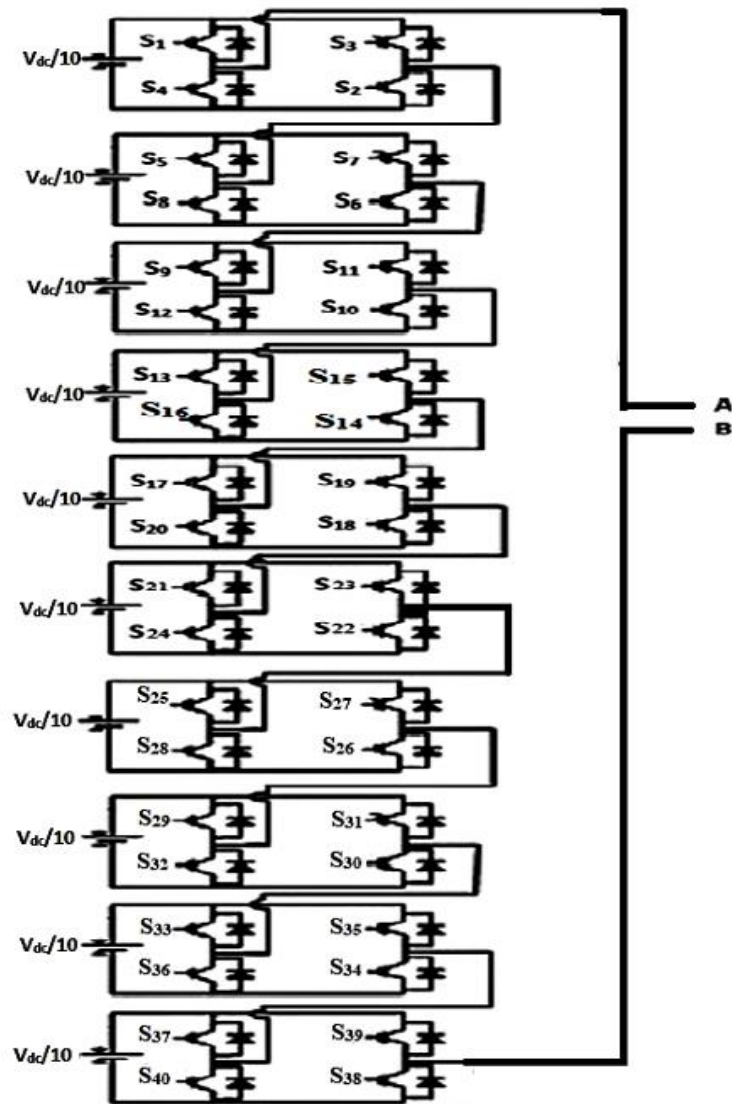 S1 S3
Vdc/10
S4 S2
S5 S7
Vdc/10
S8 S6
S9 S11
Vdc/10
S12 S10
S13 S15
Vdc/10
S16 S14
A
B
S17 S19
Vdc/10
S20 S18
S21 S23
Vdc/10
S24 S22
S25 S27
Vdc/10
S28 S26
S29 S31
Vdc/10
S32 S30
S33 S35
Vdc/10
S36 S34
S37 S39
Vdc/10
S40 S38